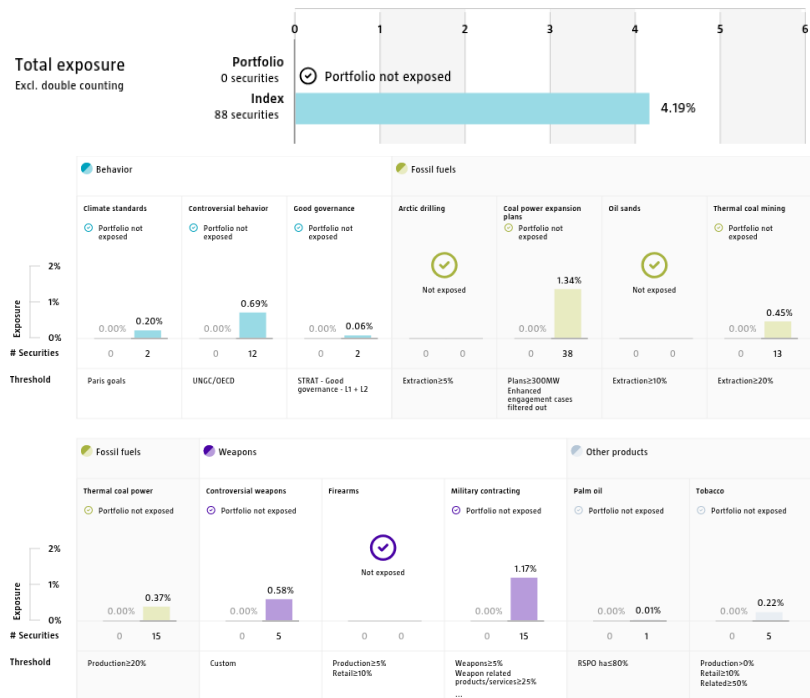 0 1 2 3 4 5 6
Total exposure
Excl. double counting
Portfolio
0 securities
Portfolio not exposed
Index
88 securities
4.19%
Behavior
Fossil fuels
Climate standards
Controversial behavior
Good governance
Arctic drilling
Coal power expansion
plans
Oil sands
Thermal coal mining
Portfolio not
exposed
Portfolio not
exposed
Portfolio not
exposed
Portfolio not
exposed
Portfolio not
exposed
Not exposed
Not exposed
Exposure
2%
1%
0%
0.00% 0.20%
0.00% 0.69%
0.00% 0.06%
0.00% 1.34%
0.00% 0.45%
# Securities
0 2
0 12
0 2
0 0
0 38
0 0
0 13
Threshold
Paris goals
UNGC/OECD
STRAT - Good
governance - L1 + L2
Extraction≥5%
Plans≥300MW
Enhanced
engagement cases
filtered out
Extraction≥10%
Extraction≥20%
Fossil fuels
Weapons
Other products
Thermal coal power
Controversial weapons
Firearms
Military contracting
Palm oil
Tobacco
Portfolio not exposed
Portfolio not exposed
Portfolio not exposed
Portfolio not exposed
Portfolio not exposed
Not exposed
Exposure
2%
1%
0%
0.00% 0.37%
0.00% 0.58%
0.00% 1.17%
0.00% 0.01%
0.00% 0.22%
# Securities
0 15
0 5
0 0
0 15
0 1
0 5
Threshold
Production≥20%
Custom
Production≥5%
Retail≥10%
Weapons≥5%
Weapon related
products/services≥25%
RSPO ha≤80%
Production>0%
Retail≥10%
Related≥50%